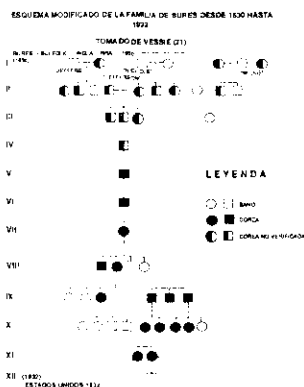 ESQUEMA MODIFICADO DE LA FAMILIA DE BURES DESDE 1630 HASTA
1932
TOMADO DE VESSIE (21)
I
II
III
IV
V
LEYENDA
VI
SANO
COREA
VII
COREA NO VERIFICADA
VIII
IX
X
XI
XII (1932)
ESTADOS UNIDOS